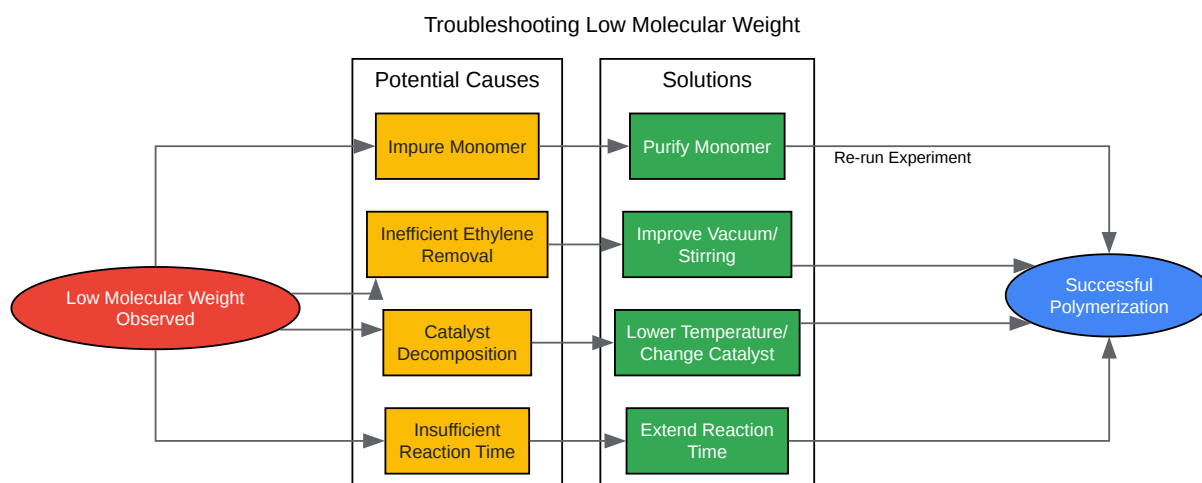 Troubleshooting Low Molecular Weight
Potential Causes
Solutions
Impure Monomer
Purify Monomer
Re-run Experiment
Inefficient Ethylene
Removal
Improve Vacuum/
Stirring
Low Molecular Weight
Observed
Successful
Polymerization
Catalyst
Decomposition
Lower Temperature/
Change Catalyst
Insufficient
Reaction Time
Extend Reaction
Time